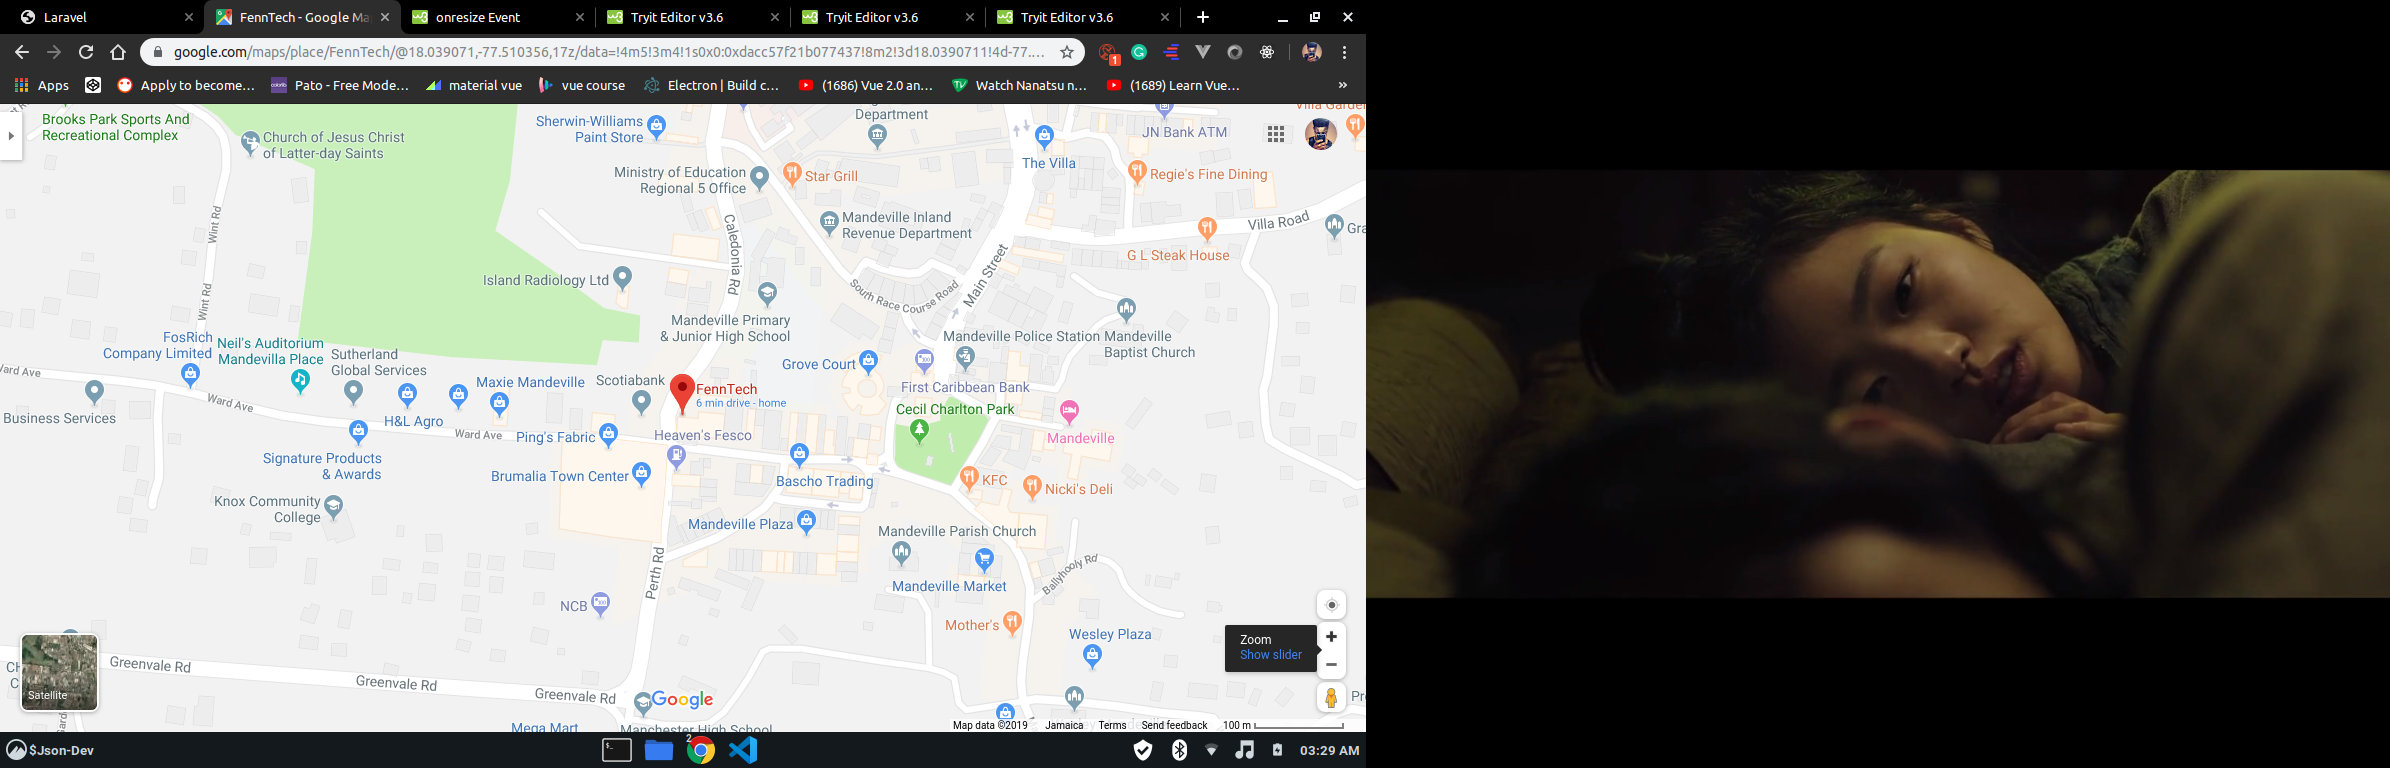 Laravel
FennTech - Google Ma
onresize Event
Tryit Editor v3.6
Tryit Editor v3.6
Tryit Editor v3.6
google.com/maps/place/FennTech/@18.039071,-77.510356,17z/data=!4m5!3m4!1s0x0:0xdacc57f21b077437!8m2!3d18.0390711!4d-77....
1
Apps
Apply to become...
Pato - Free Mode...
material vue
vue course
Electron | Build c...
(1686) Vue 2.0 an...
Watch Nanatsu n...
(1689) Learn Vue...
»
Brooks Park Sports And
Recreational Complex
Church of Jesus Christ
of Latter-day Saints
Sherwin-Williams
Paint Store
Department
JN Bank ATM
Villa Garden
The Villa
Ministry of Education
Regional 5 Office
Star Grill
Regie's Fine Dining
Wint Rd
Caledonia Rd
Mandeville Inland
Revenue Department
Villa Road
Gra
G L Steak House
Island Radiology Ltd
South Race Course Road
Main Street
Wint Rd
Mandeville Primary
& Junior High School
Mandeville Police Station
Mandeville
Baptist Church
FosRich
Company Limited
Neil's Auditorium
Mandevilla Place
Sutherland
Global Services
Grove Court
Ward Ave
Maxie Mandeville
Scotiabank
FennTech
6 min drive - home
First Caribbean Bank
Business Services
Ward Ave
H&L Agro
Cecil Charlton Park
Ward Ave
Ping's Fabric
Heaven's Fesco
Mandeville
Signature Products
& Awards
Brumalia Town Center
Bascho Trading
KFC
Nicki's Deli
Knox Community
College
Mandeville Plaza
Mandeville Parish Church
Perth Rd
Mandeville Market
Ballyhooly Rd
NCB
Mother's
Wesley Plaza
Zoom
Show slider
Greenvale Rd
Greenvale Rd
Greenvale Rd
Satellite
Google
Mega Mart
Manchester High School
Map data ©2019
Jamaica
Terms
Send feedback
100 m
$Json-Dev
2
03:29 AM